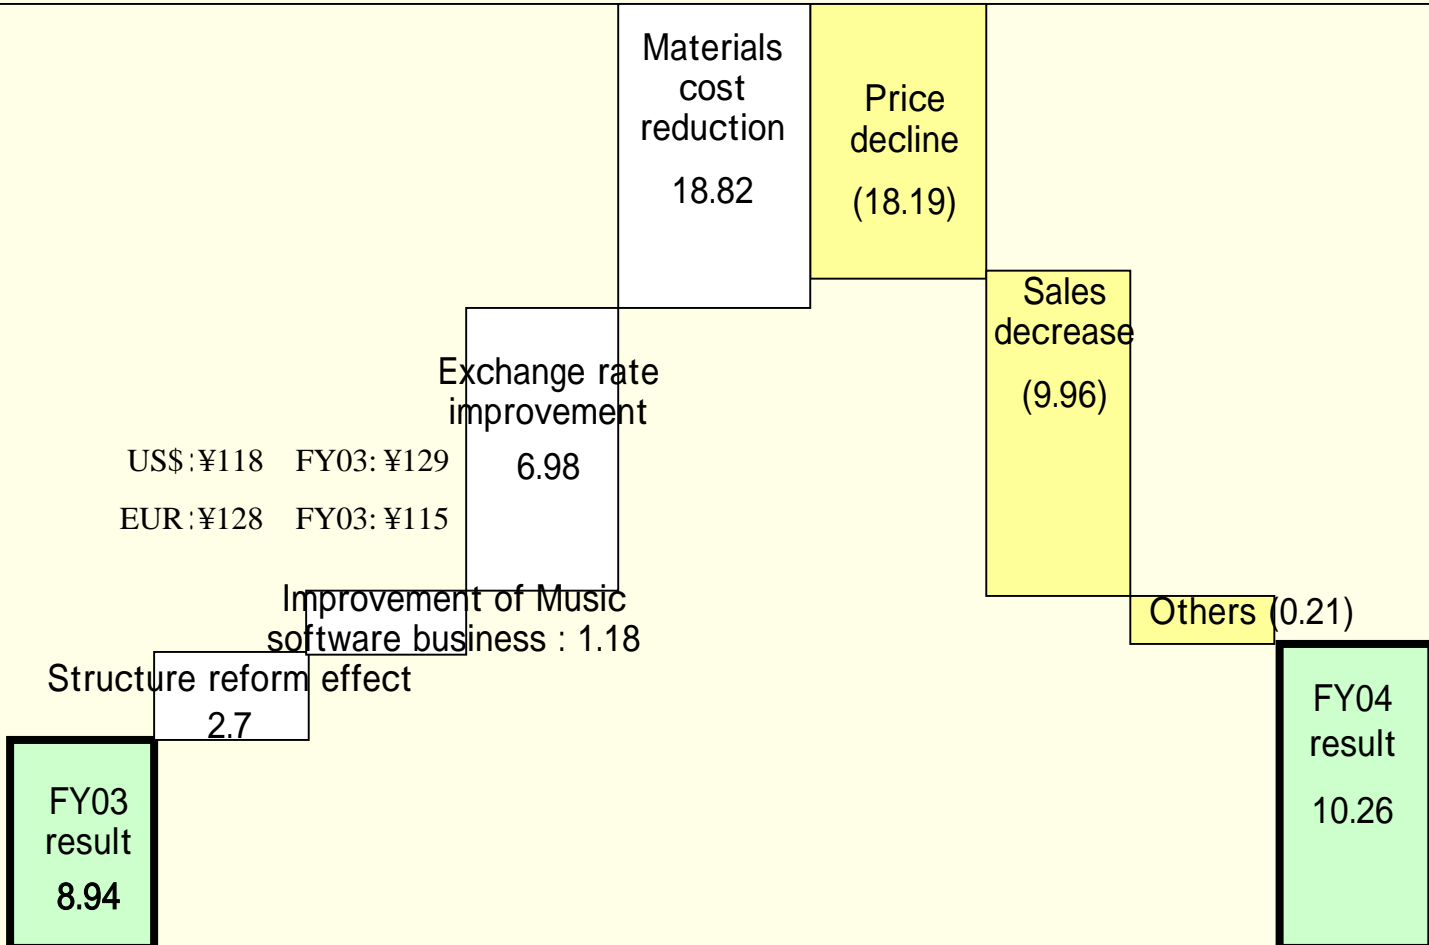 Materials
cost
reduction
18.82
Price
decline
(18.19)
Sales
decrease
(9.96)
Exchange rate
improvement
6.98
US$:¥118 FY03: ¥129
EUR:¥128 FY03: ¥115
Improvement of Music
software business : 1.18
Structure reform effect
2.7
Others (0.21)
FY03
result
8.94
FY04
result
10.26